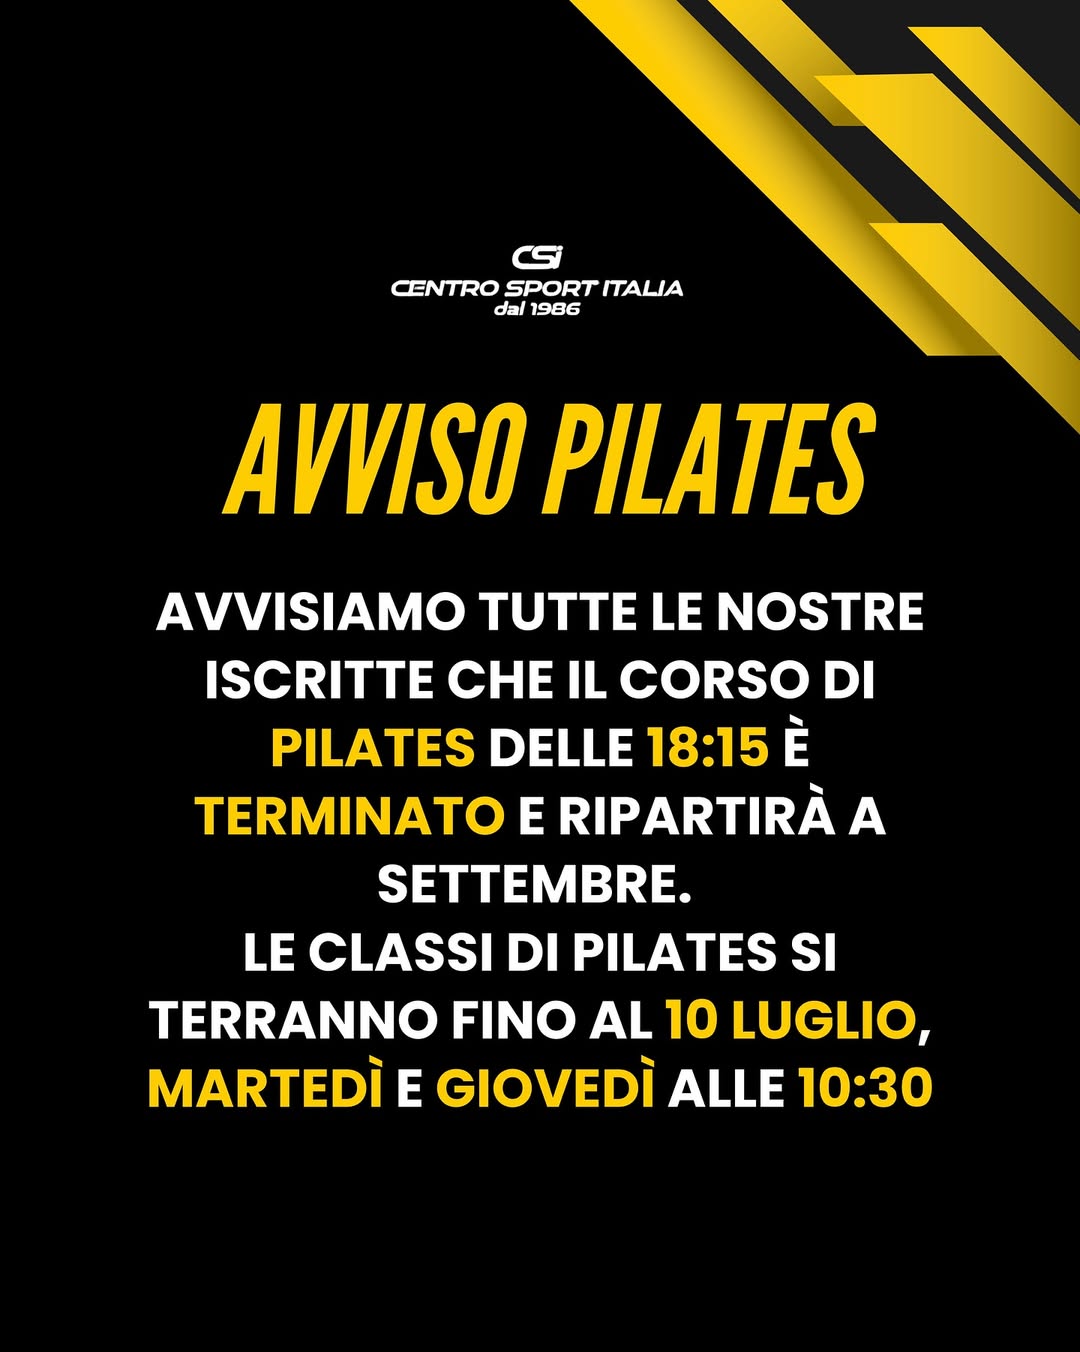 CSi
CENTRO SPORT ITALIA
dal 1986
AVVISO PILATES
AVVISIAMO TUTTE LE NOSTRE
ISCRITTE CHE IL CORSO DI
PILATES DELLE 18:15 È
TERMINATO E RIPARTIRÀ A
SETTEMBRE.
LE CLASSI DI PILATES SI
TERRANNO FINO AL 10 LUGLIO,
MARTEDÌ E GIOVEDÌ ALLE 10:30